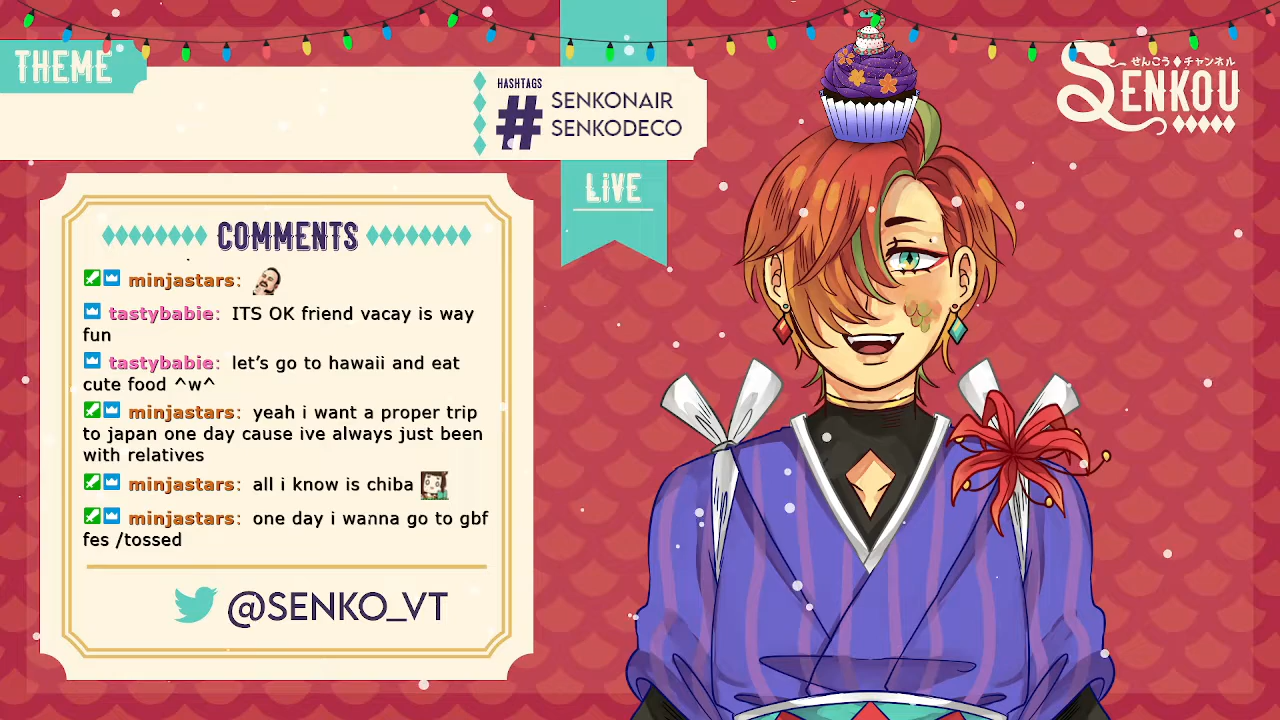 THEME
HASHTAGS
#
SENKONAIR
SENKODECO
せんこう♦チャンネル
SENKOU
LiVE
COMMENTS
minjastars:
tastybabie: ITS OK friend vacay is way
fun
tastybabie: let's go to hawaii and eat
cute food ^w^
minjastars: yeah i want a proper trip
to japan one day cause ive always just been
with relatives
minjastars: all i know is chiba
minjastars: one day i wanna go to gbf
fes /tossed
@SENKO_VT